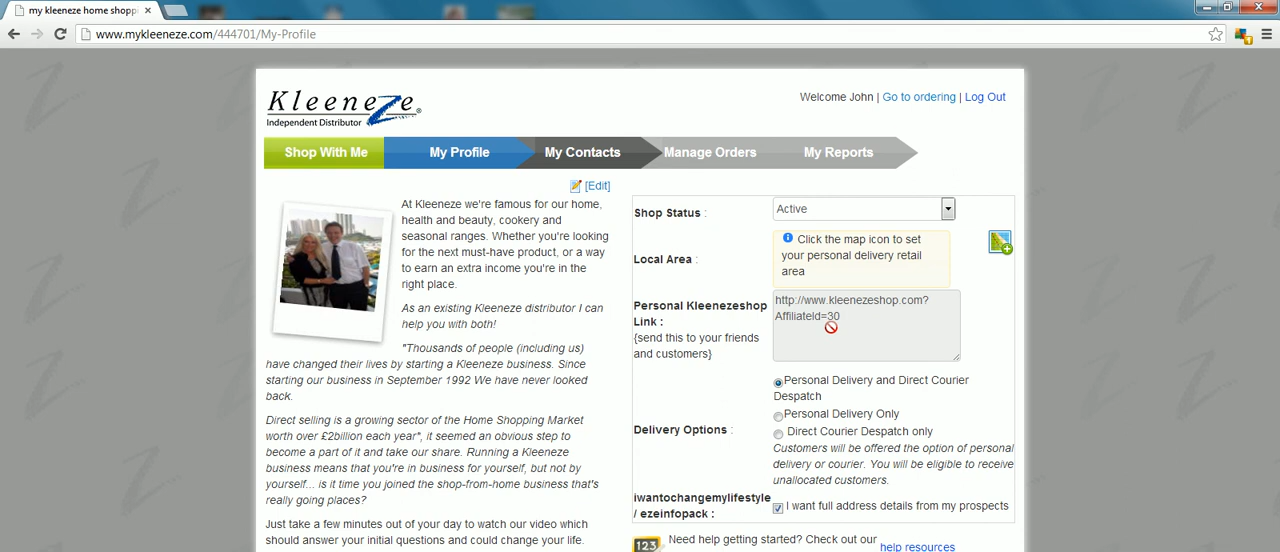 my kleeneze home shopp
www.mykleeneze.com/444701/My-Profile
Kleeneze®
Independent Distributor
Welcome John | Go to ordering | Log Out
Shop With Me
My Profile
My Contacts
Manage Orders
My Reports
[Edit]
At Kleeneze we're famous for our home,
health and beauty, cookery and
seasonal ranges. Whether you're looking
for the next must-have product, or a way
to earn an extra income you're in the
right place.
As an existing Kleeneze distributor I can
help you with both!
"Thousands of people (including us)
have changed their lives by starting a Kleeneze business. Since
starting our business in September 1992 We have never looked
back.
Direct selling is a growing sector of the Home Shopping Market
worth over £2billion each year", it seemed an obvious step to
become a part of it and take our share. Running a Kleeneze
business means that you're in business for yourself, but not by
yourself... is it time you joined the shop-from-home business that's
really going places?
Just take a few minutes out of your day to watch our video which
should answer your initial questions and could change your life.
Shop Status :
Active
Local Area :
Click the map icon to set
your personal delivery retail
area
Personal Kleenezeshop
Link :
{send this to your friends
and customers}
http://www.kleenezeshop.com?
AffiliateId=30
Delivery Options :
Personal Delivery and Direct Courier
Despatch
Personal Delivery Only
Direct Courier Despatch only
Customers will be offered the option of personal
delivery or courier. You will be eligible to receive
unallocated customers.
iwantochangemylifestyle
/ ezeinfopack :
I want full address details from my prospects
123
Need help getting started? Check out our
help resources